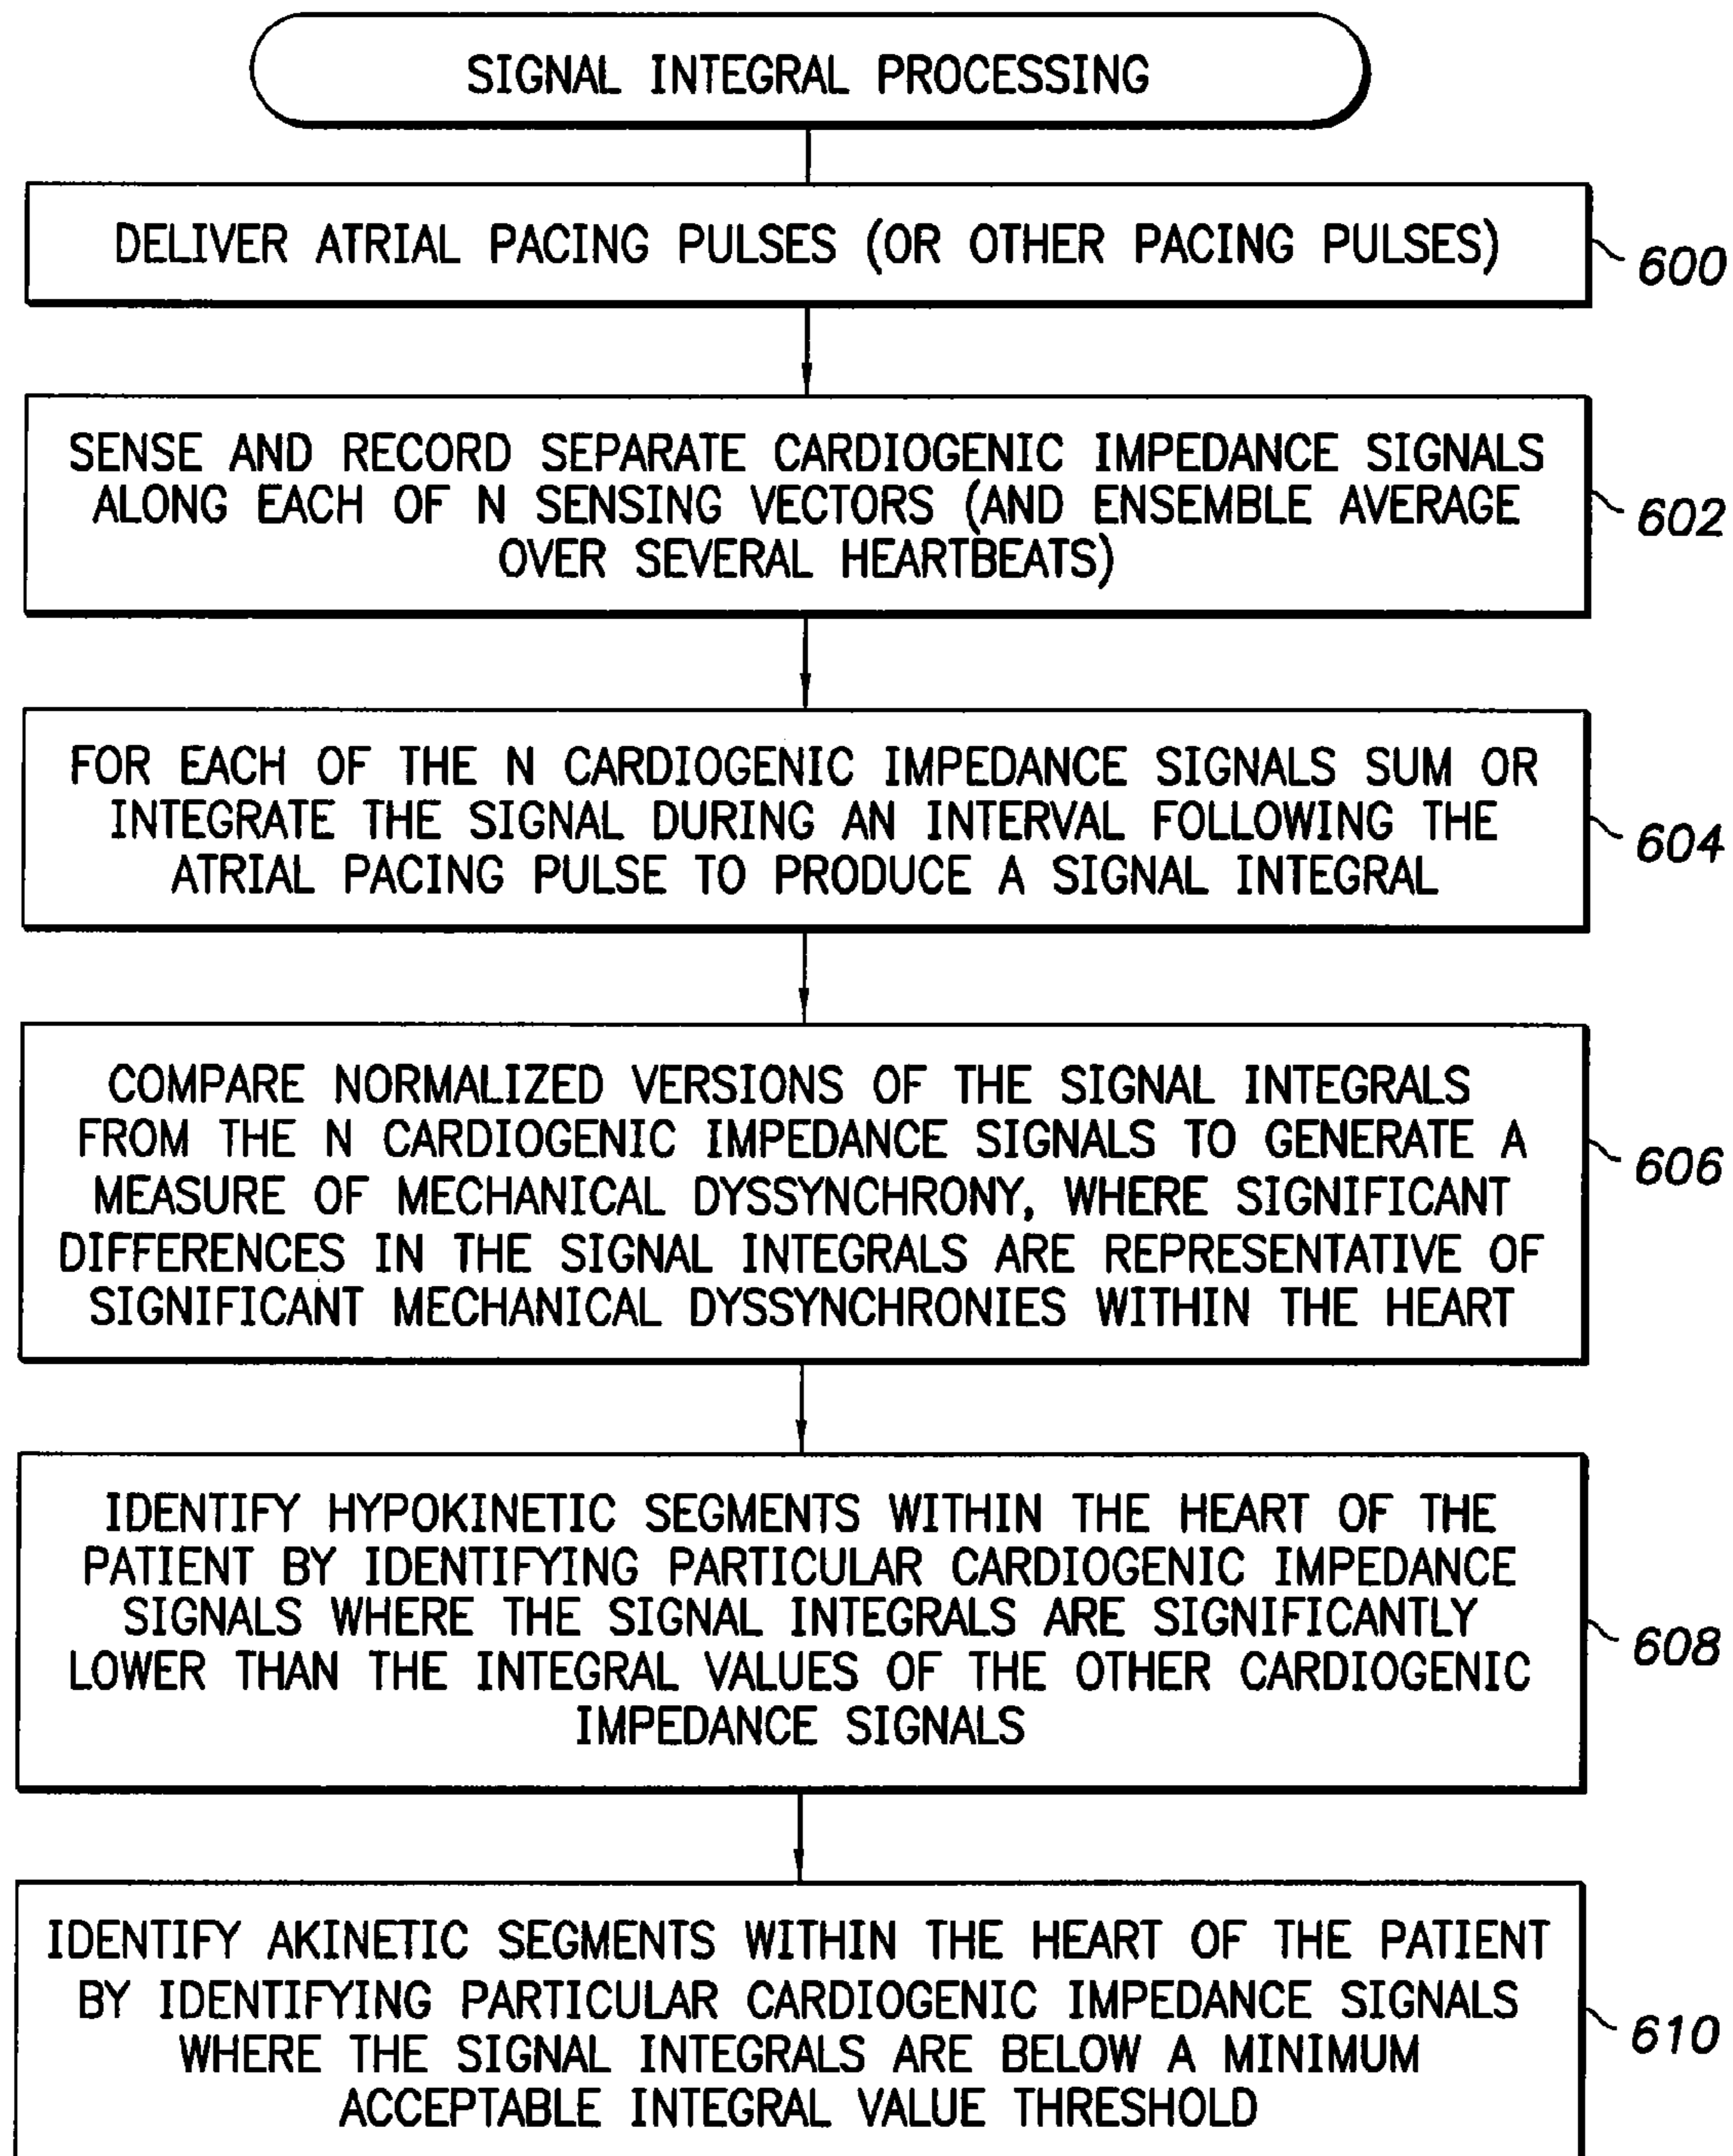 SIGNAL INTEGRAL PROCESSING
DELIVER ATRIAL PACING PULSES (OR OTHER PACING PULSES)
600
SENSE AND RECORD SEPARATE CARDIOGENIC IMPEDANCE SIGNALS
ALONG EACH OF N SENSING VECTORS (AND ENSEMBLE AVERAGE
OVER SEVERAL HEARTBEATS)
602
FOR EACH OF THE N CARDIOGENIC IMPEDANCE SIGNALS SUM OR
INTEGRATE THE SIGNAL DURING AN INTERVAL FOLLOWING THE
ATRIAL PACING PULSE TO PRODUCE A SIGNAL INTEGRAL
604
COMPARE NORMALIZED VERSIONS OF THE SIGNAL INTEGRALS
FROM THE N CARDIOGENIC IMPEDANCE SIGNALS TO GENERATE A
MEASURE OF MECHANICAL DYSSYNCHRONY, WHERE SIGNIFICANT
DIFFERENCES IN THE SIGNAL INTEGRALS ARE REPRESENTATIVE OF
SIGNIFICANT MECHANICAL DYSSYNCHRONIES WITHIN THE HEART
606
IDENTIFY HYPOKINETIC SEGMENTS WITHIN THE HEART OF THE
PATIENT BY IDENTIFYING PARTICULAR CARDIOGENIC IMPEDANCE
SIGNALS WHERE THE SIGNAL INTEGRALS ARE SIGNIFICANTLY
LOWER THAN THE INTEGRAL VALUES OF THE OTHER CARDIOGENIC
IMPEDANCE SIGNALS
608
IDENTIFY AKINETIC SEGMENTS WITHIN THE HEART OF THE PATIENT
BY IDENTIFYING PARTICULAR CARDIOGENIC IMPEDANCE SIGNALS
WHERE THE SIGNAL INTEGRALS ARE BELOW A MINIMUM
ACCEPTABLE INTEGRAL VALUE THRESHOLD
610